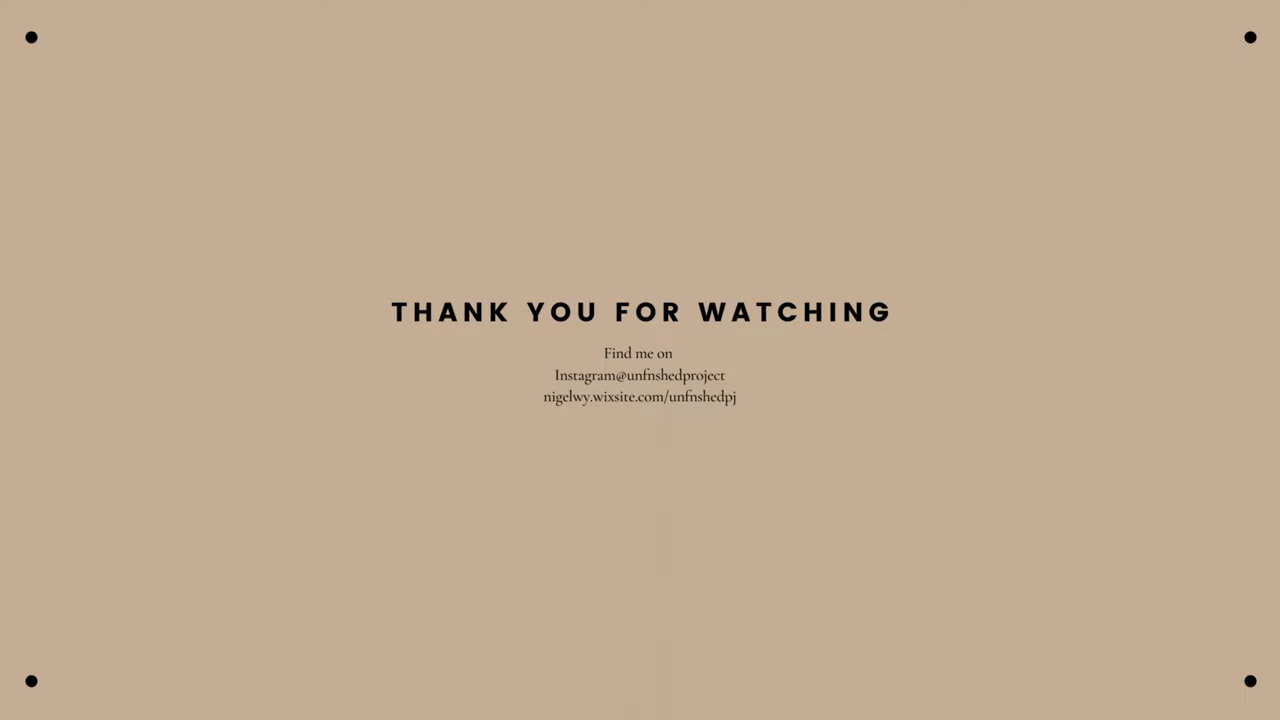 THANK YOU FOR WATCHING
Find me on
Instagram@unfnshedproject
nigelwy.wixsite.com/unfnshedpj